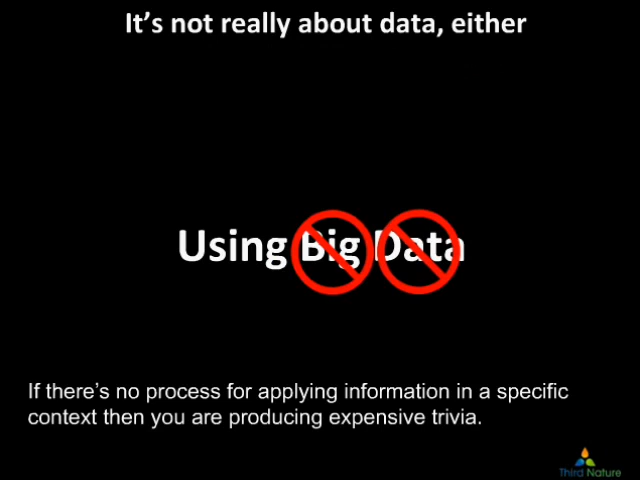 It’s not really about data, either
Using Big Data
If there’s no process for applying information in a specific
context then you are producing expensive trivia.
Third Nature